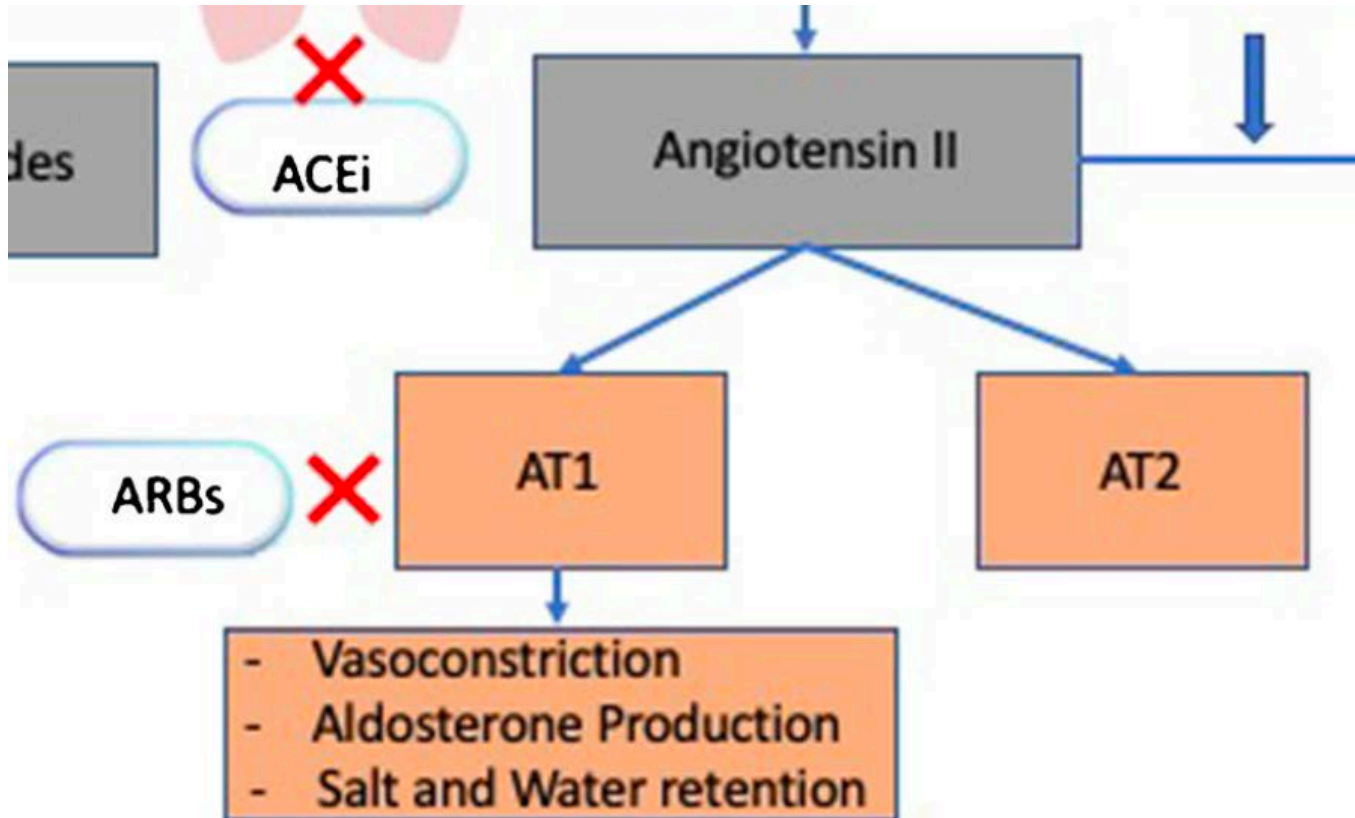 des
ACEi
Angiotensin II
ARBs
AT1
AT2
- Vasoconstriction
- Aldosterone Production
- Salt and Water retention